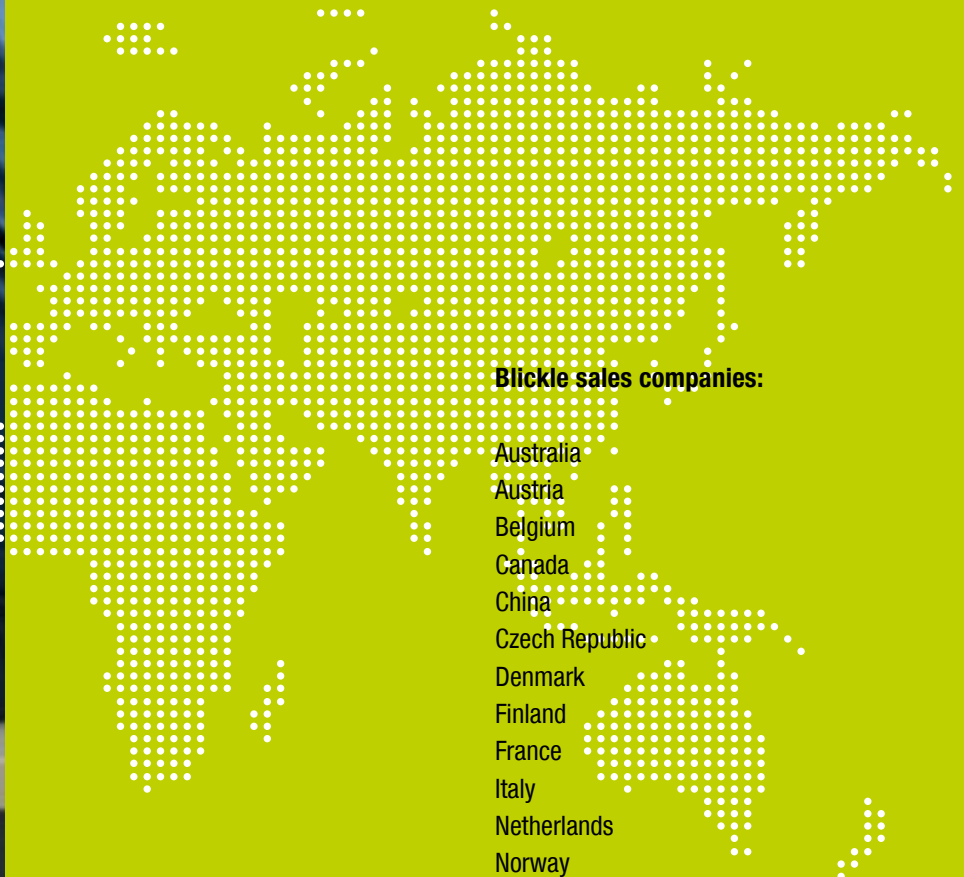 Blickle sales companies:
Australia
Austria
Belgium
Canada
China
Czech Republic
Denmark
Finland
France
Italy
Netherlands
Norway